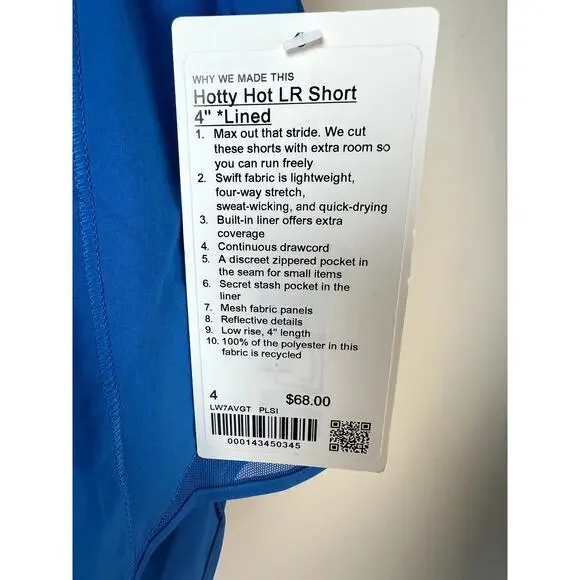 WHY WE MADE THIS
Hotty Hot LR Short
4" *Lined
1. Max out that stride. We cut
these shorts with extra room so
you can run freely
2. Swift fabric is lightweight,
four-way stretch,
sweat-wicking, and quick-drying
3. Built-in liner offers extra
coverage
4. Continuous drawcord
5. A discreet zippered pocket in
the seam for small items
6. Secret stash pocket in the
liner
7. Mesh fabric panels
8. Reflective details
9. Low rise, 4" length
10. 100% of the polyester in this
fabric is recycled
4 $68.00
LW7AVGT PLSI
000143450345